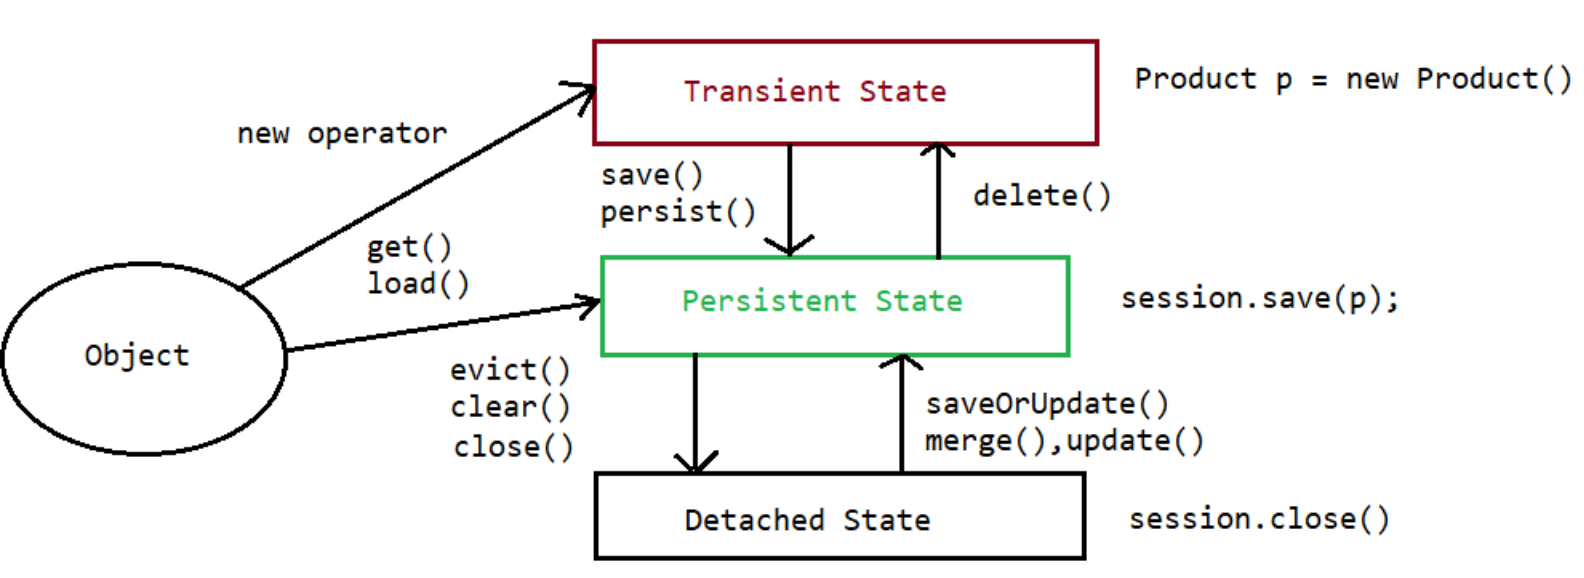 Transient State
Product p = new Product()
new operator
save()
persist()
delete()
get()
load()
Persistent State
session.save(p);
Object
evict()
clear()
close()
saveOrUpdate()
merge(),update()
Detached State
session.close()